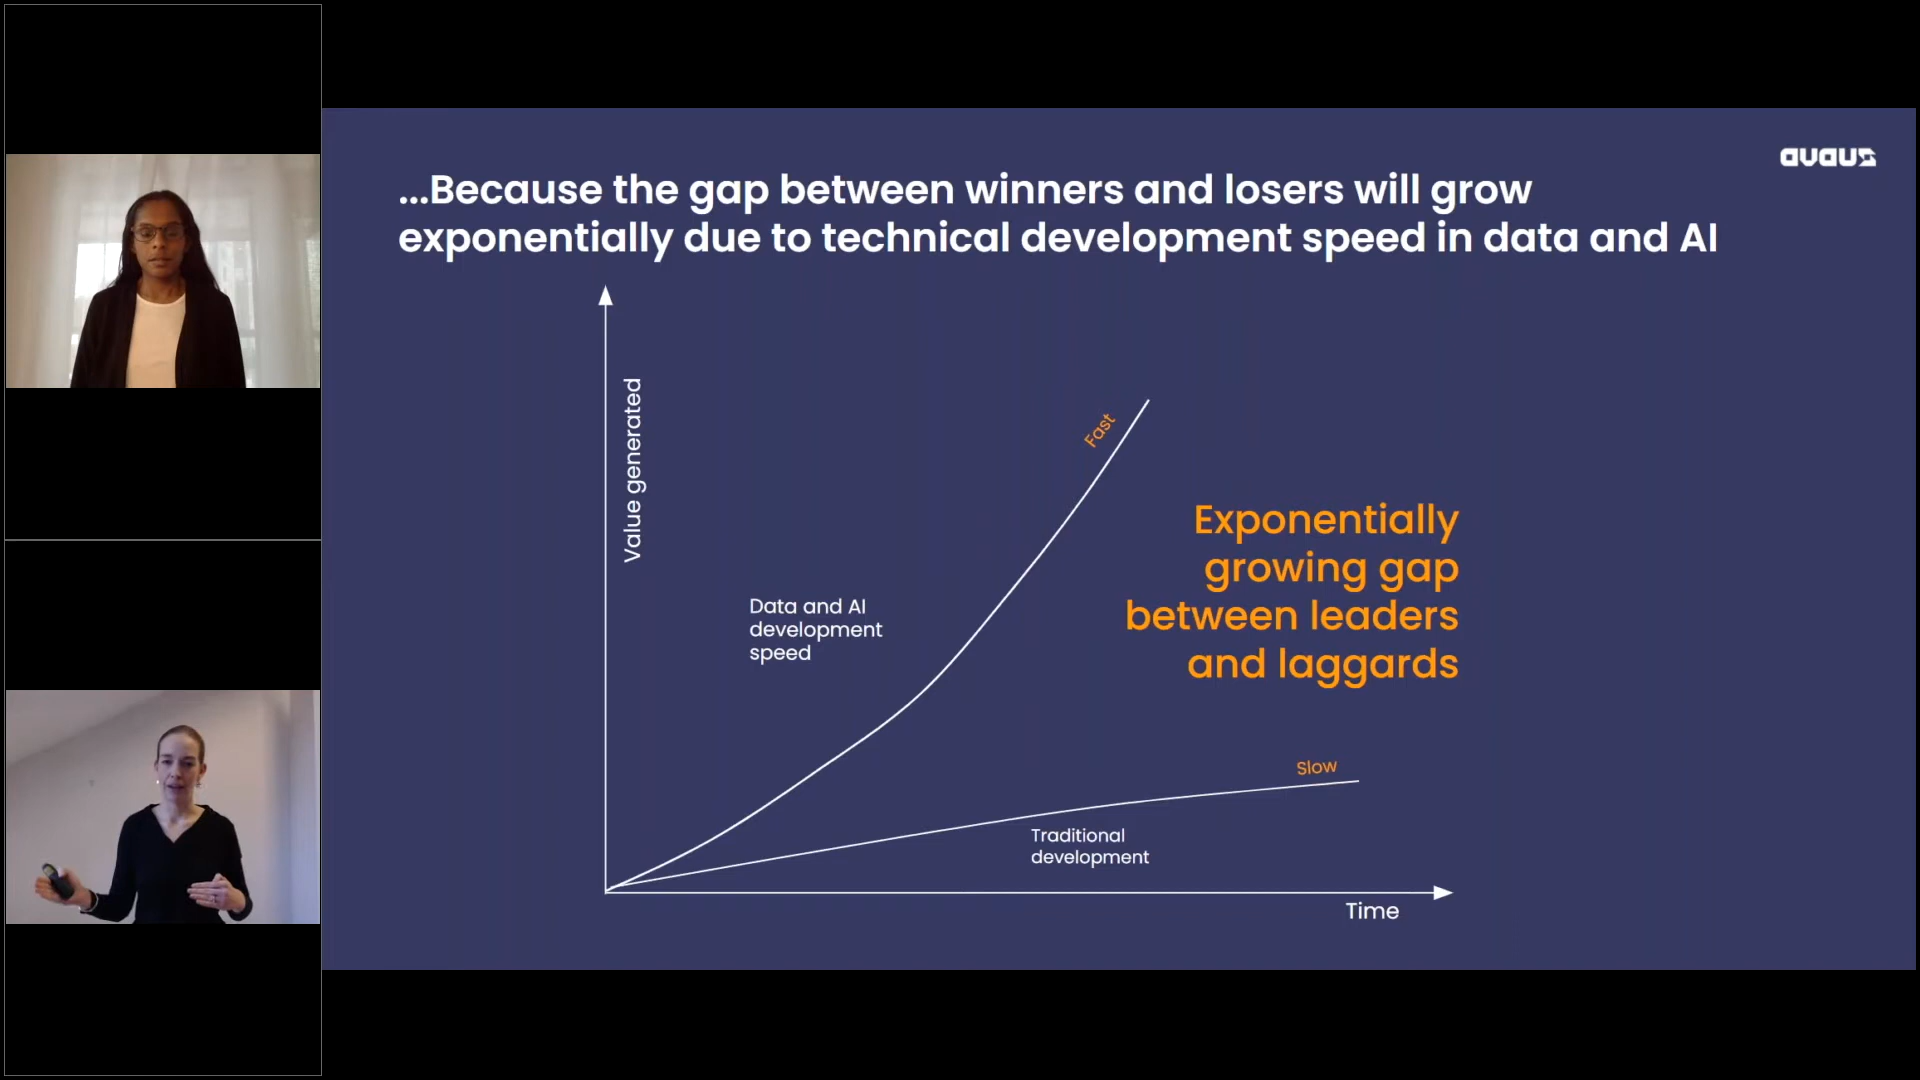 avaus
...Because the gap between winners and losers will grow
exponentially due to technical development speed in data and AI
Value generated
Fast
Exponentially
growing gap
between leaders
and laggards
Data and AI
development
speed
Slow
Traditional
development
Time